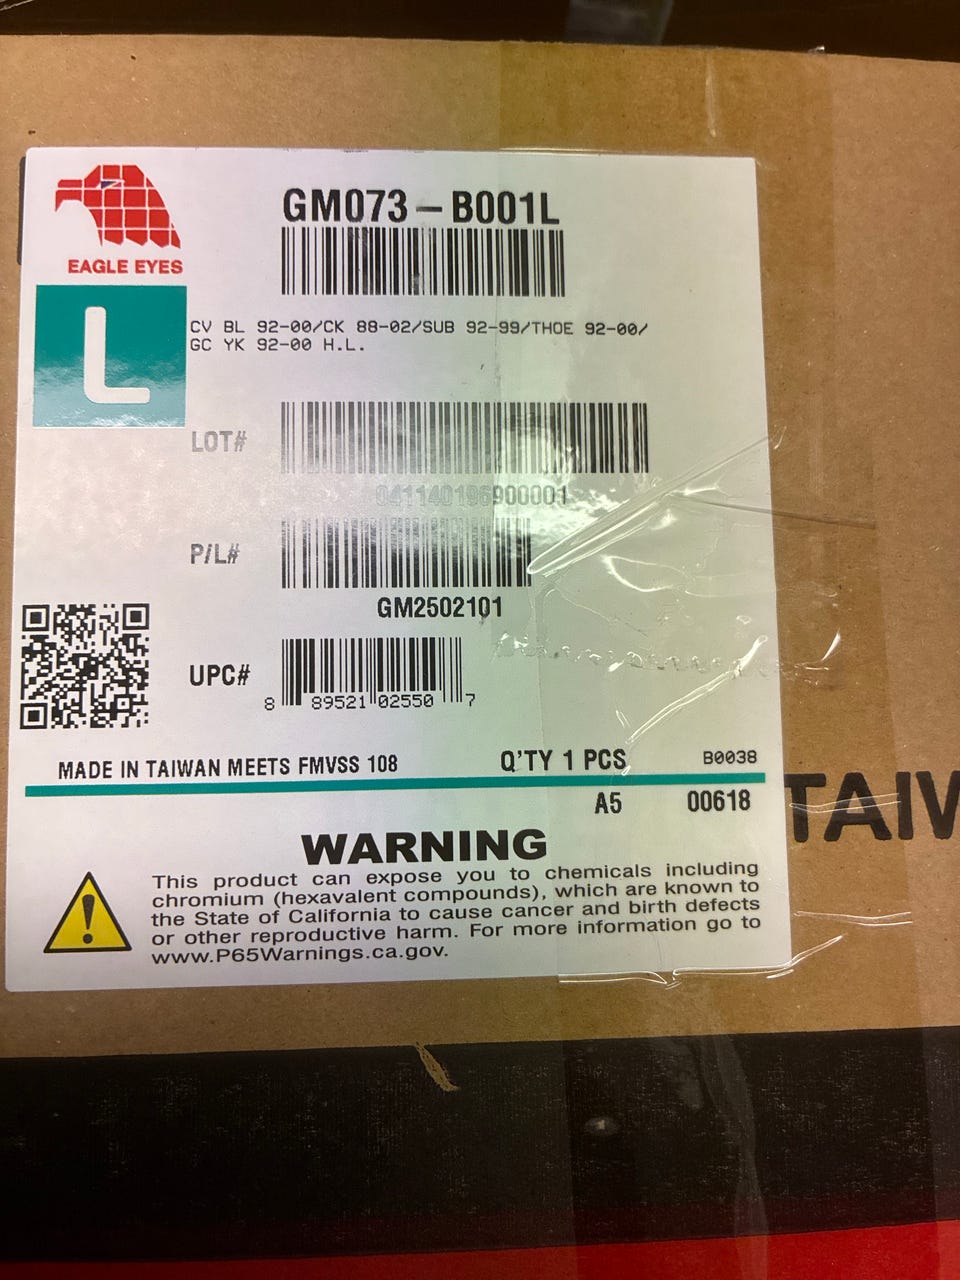 EAGLE EYES
GM073-B001L
L
CV BL 92-00/CK 88-02/SUB 92-99/THOE 92-00/
GC YK 92-00 H.L.
LOT#
041140196900001
P/L#
GM2502101
UPC#
8 89521 02550 7
MADE IN TAIWAN MEETS FMVSS 108
Q'TY 1 PCS
B0038
A5
00618
TAIW
WARNING
This product can expose you to chemicals including
chromium (hexavalent compounds), which are known to
the State of California to cause cancer and birth defects
or other reproductive harm. For more information go to
www.P65Warnings.ca.gov.